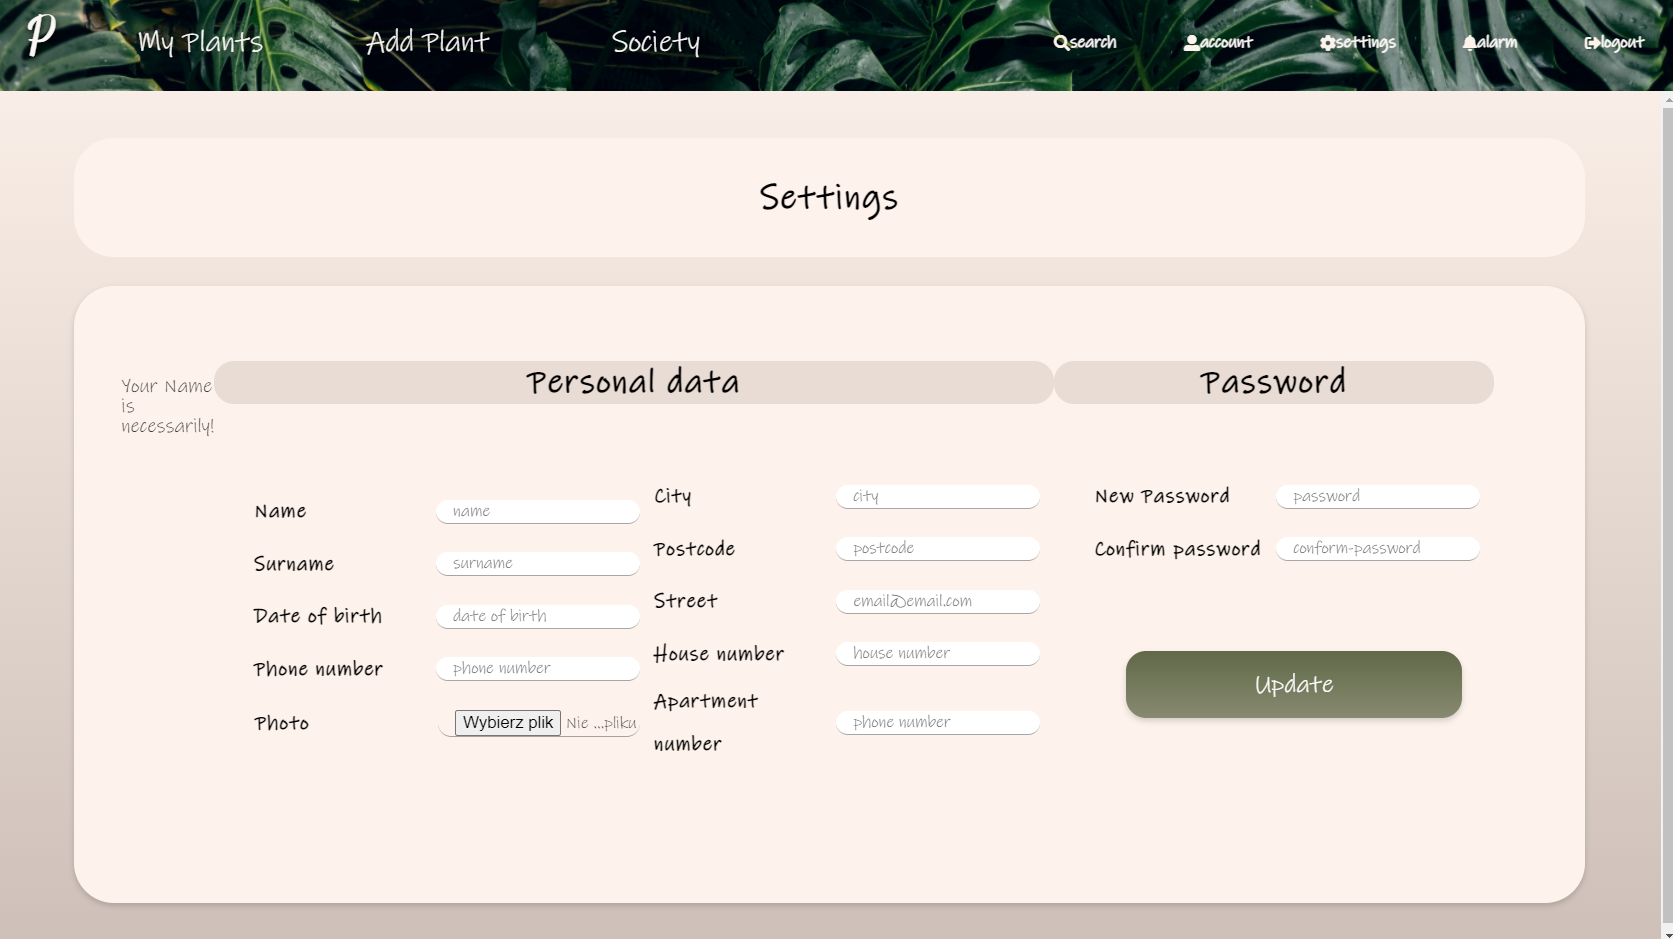 P
My Plants
Add Plant
Society
search
account
settings
alarm
logout
Settings
Your Name
is
necessarily!
Personal data
Password
Name
name
Surname
surname
Date of birth
date of birth
Phone number
phone number
Photo
Wybierz plik
Nie ...pliku
City
city
Postcode
postcode
Street
email@email.com
House number
house number
Apartment
number
phone number
New Password
password
Confirm password
conform-password
Update